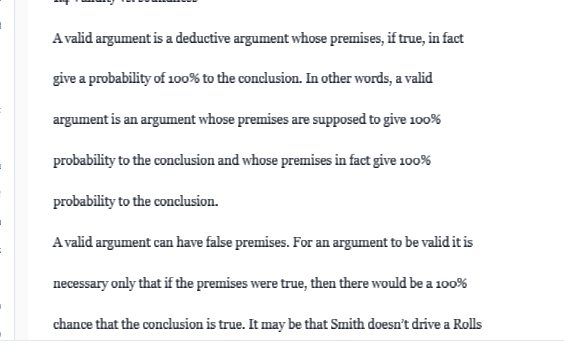 A valid argument is a deductive argument whose premises, if true, in fact
give a probability of 100% to the conclusion. In other words, a valid
argument is an argument whose premises are supposed to give 100%
probability to the conclusion and whose premises in fact give 100%
probability to the conclusion.
A valid argument can have false premises. For an argument to be valid it is
necessary only that if the premises were true, then there would be a 100%
chance that the conclusion is true. It may be that Smith doesn't drive a Rolls